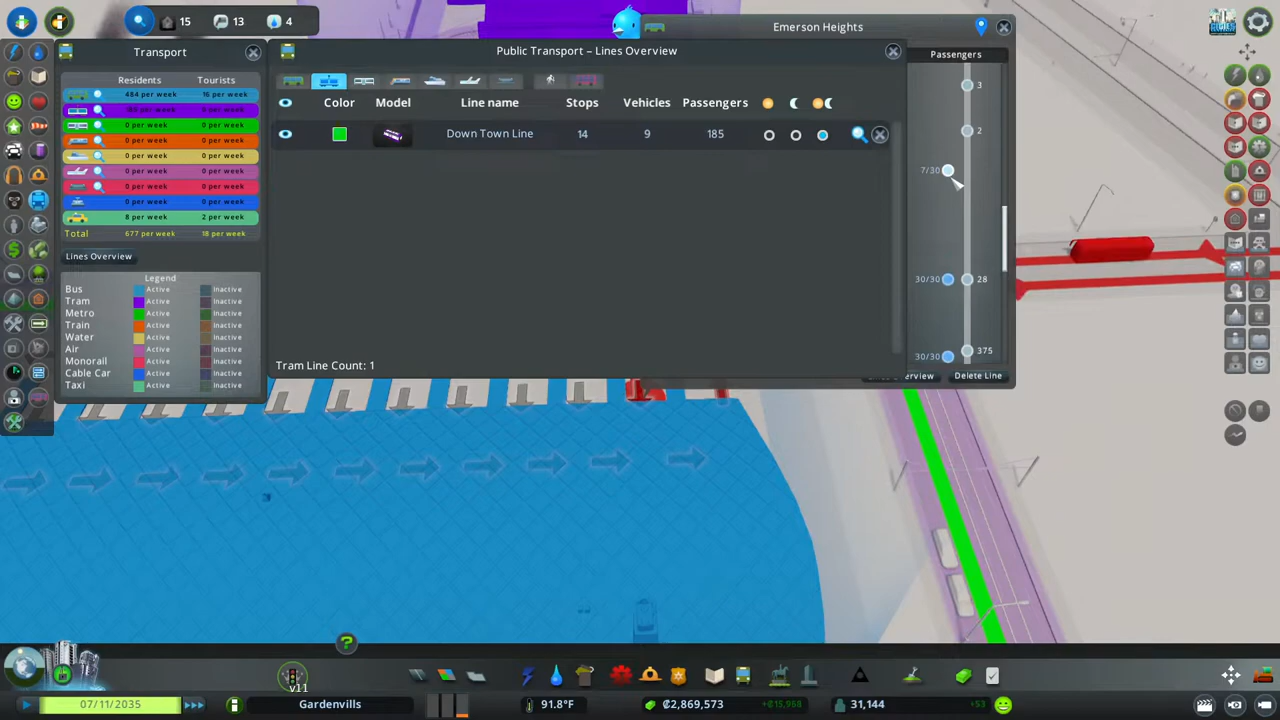 15 13 4
Emerson Heights
Transport
Public Transport – Lines Overview
Passengers
Residents Tourists
484 per week 16 per week
0 per week 0 per week
0 per week 0 per week
0 per week 0 per week
0 per week 0 per week
0 per week 0 per week
0 per week 0 per week
8 per week 2 per week
Total 677 per week 18 per week
Lines Overview
Legend
Bus Active Inactive
Tram Active Inactive
Metro Active Inactive
Train Active Inactive
Water Active Inactive
Air Active Inactive
Monorail Active Inactive
Cable Car Active Inactive
Taxi Active Inactive
Color Model Line name Stops Vehicles Passengers
Down Town Line 14 9 185
Tram Line Count: 1
3
2
7/30
30/30 28
30/30 375
Delete Line
?
v11
07/11/2035
Gardenvills
91.8°F
₡2,869,573
+₡15,968
31,144
+53